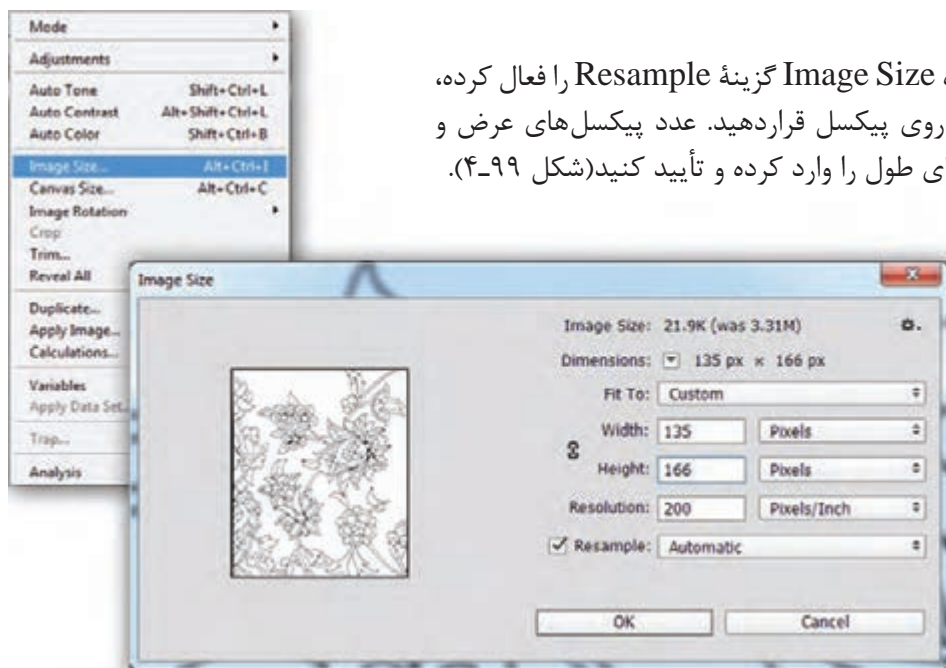 ، Image Size گزینهٔ Resample را فعال کرده،
روی پیکسل قراردهید. عدد پیکسل‌های عرض و
ی طول را وارد کرده و تأیید کنید(شکل ۹۹ـ۴).
Mode
Adjustments
Auto Tone Shift+Ctrl+L
Auto Contrast Alt+Shift+Ctrl+L
Auto Color Shift+Ctrl+B
Image Size... Alt+Ctrl+I
Canvas Size... Alt+Ctrl+C
Image Rotation
Crop
Trim...
Reveal All
Duplicate...
Apply Image...
Calculations...
Variables
Apply Data Set
Trap...
Analysis
Image Size
Image Size: 21.9K (was 3.31M)
Dimensions: 135 px × 166 px
Fit To: Custom
Width: 135 Pixels
Height: 166 Pixels
Resolution: 200 Pixels/Inch
Resample: Automatic
OK Cancel